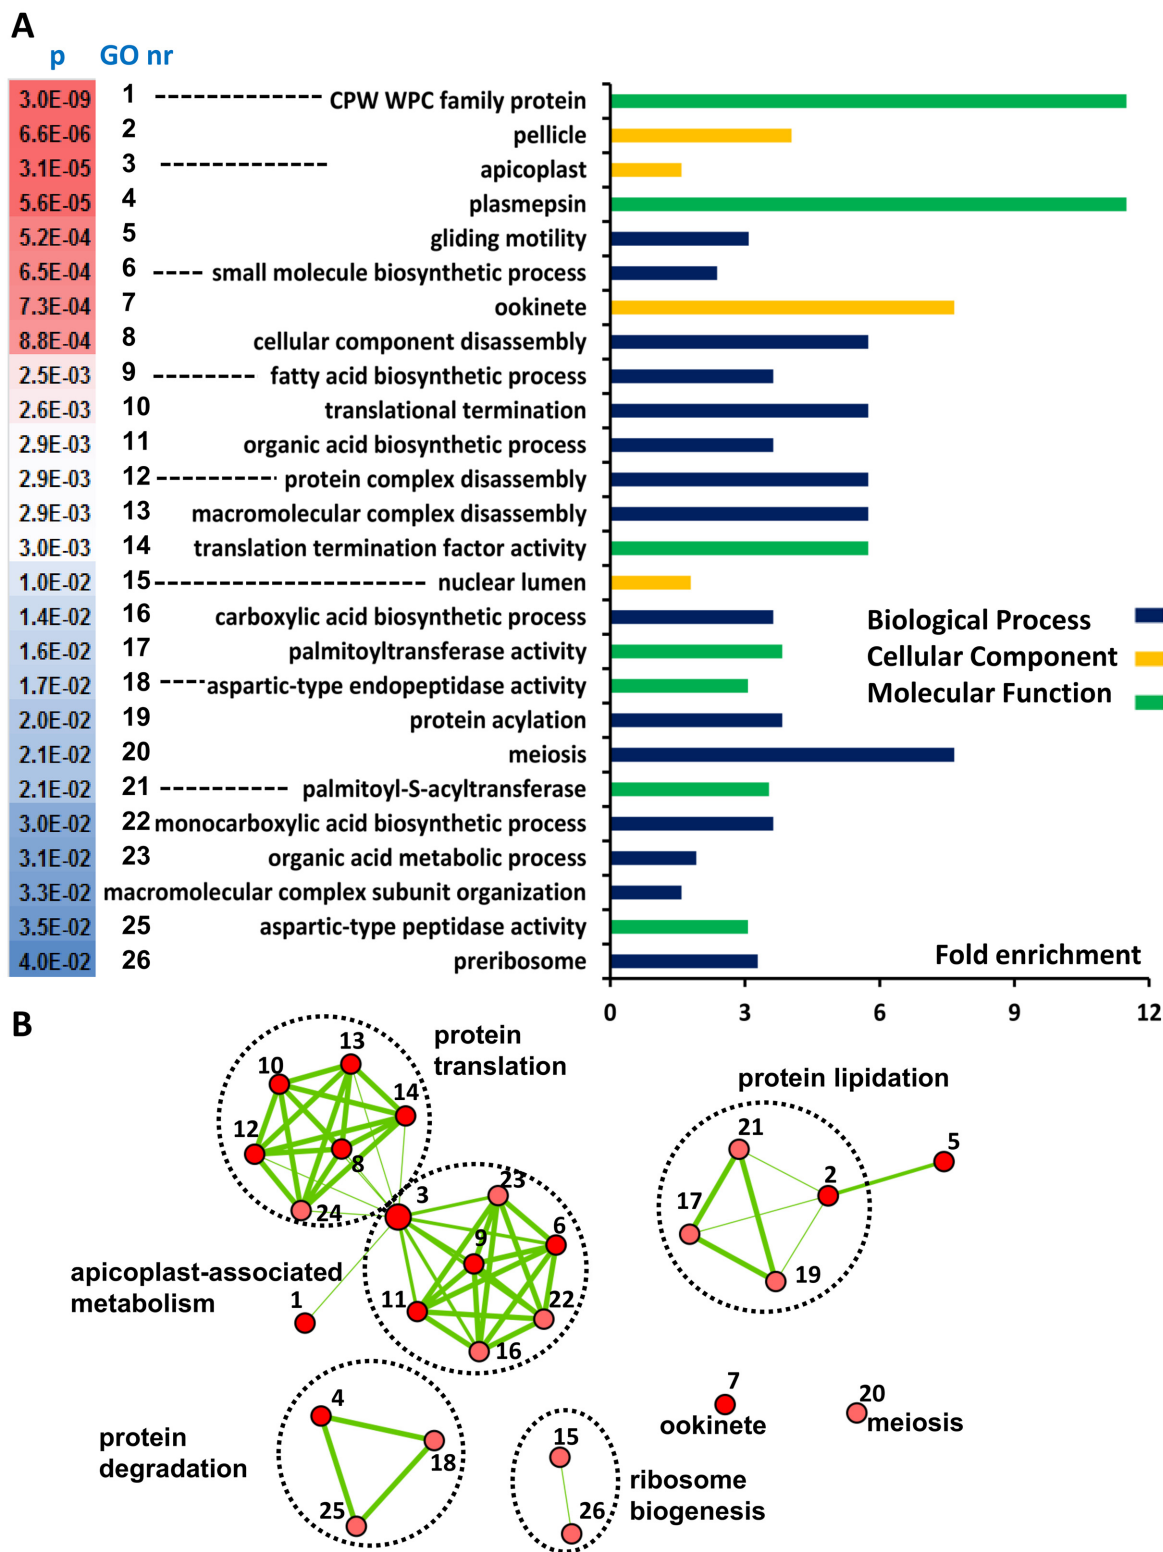 A
p GO nr
3.0E-09 1 CPW WPC family protein
6.6E-06 2 pellicle
3.1E-05 3 apicoplast
5.6E-05 4 plasmepsin
5.2E-04 5 gliding motility
6.5E-04 6 small molecule biosynthetic process
7.3E-04 7 ookinete
8.8E-04 8 cellular component disassembly
2.5E-03 9 fatty acid biosynthetic process
2.6E-03 10 translational termination
2.9E-03 11 organic acid biosynthetic process
2.9E-03 12 protein complex disassembly
2.9E-03 13 macromolecular complex disassembly
3.0E-03 14 translation termination factor activity
1.0E-02 15 nuclear lumen
1.4E-02 16 carboxylic acid biosynthetic process
1.6E-02 17 palmitoyltransferase activity
1.7E-02 18 aspartic-type endopeptidase activity
2.0E-02 19 protein acylation
2.1E-02 20 meiosis
2.1E-02 21 palmitoyl-S-acyltransferase
3.0E-02 22 monocarboxylic acid biosynthetic process
3.1E-02 23 organic acid metabolic process
3.3E-02 macromolecular complex subunit organization
3.5E-02 25 aspartic-type peptidase activity
4.0E-02 26 preribosome
Biological Process
Cellular Component
Molecular Function
Fold enrichment
0 3 6 9 12
B
protein
translation
13
10
14
12
8
24
3
23
9
6
11
22
16
apicoplast-associated
metabolism
1
protein lipidation
21
5
2
17
19
protein
degradation
4
18
25
15
26
ribosome
biogenesis
7
ookinete
20
meiosis